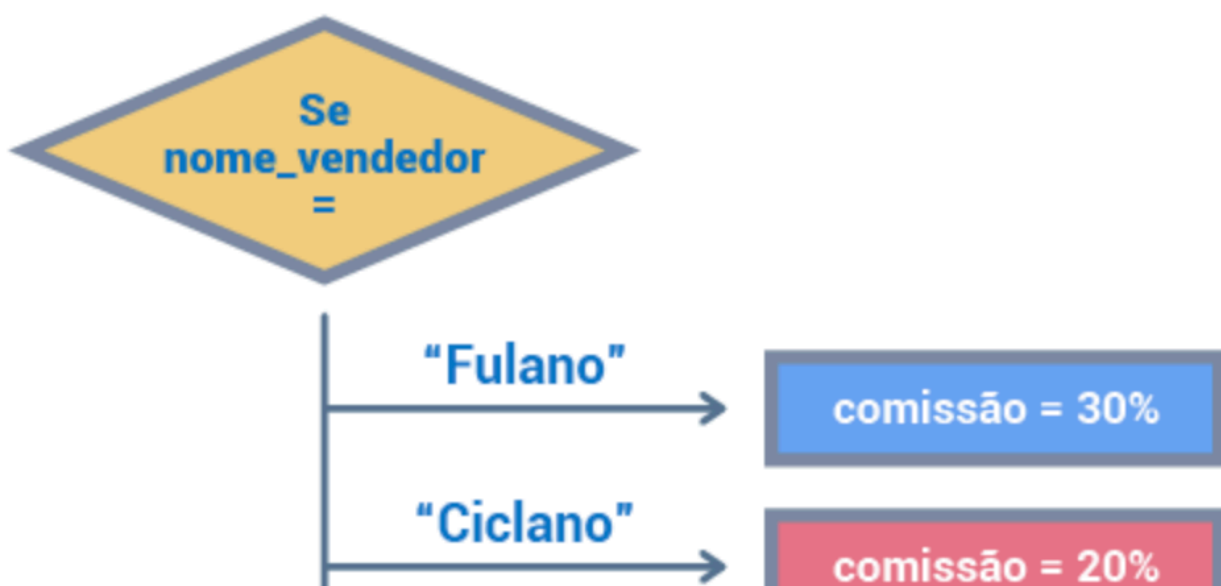 Se
nome_vendedor
=
“Fulano”
comissão = 30%
“Ciclano”
comissão = 20%